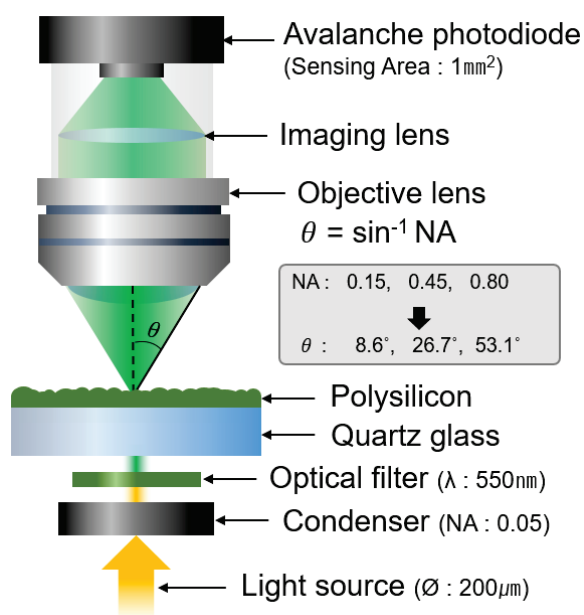 Avalanche photodiode
(Sensing Area : 1mm²)
Imaging lens
Objective lens
θ = sin⁻¹ NA
NA : 0.15, 0.45, 0.80
θ
θ : 8.6°, 26.7°, 53.1°
Polysilicon
Quartz glass
Optical filter (λ : 550nm)
Condenser (NA : 0.05)
Light source (Ø : 200μm)